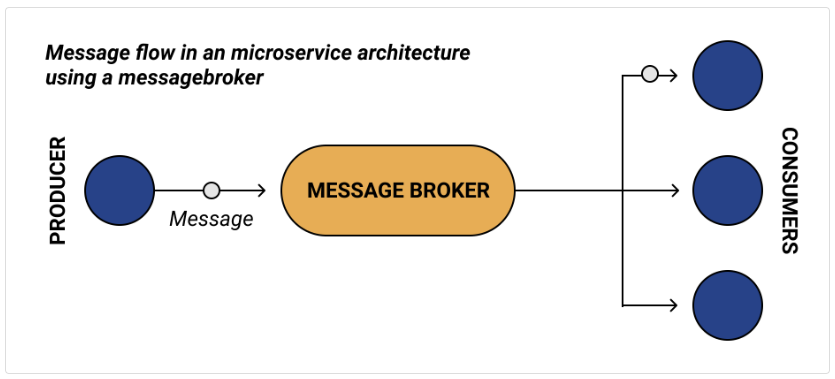 Message flow in an microservice architecture
using a messagebroker
PRODUCER
Message
MESSAGE BROKER
CONSUMERS